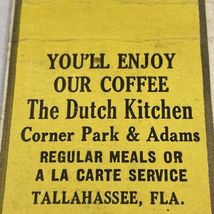 YOU'LL ENJOY
OUR COFFEE
The Dutch Kitchen
Corner Park & Adams
REGULAR MEALS OR
A LA CARTE SERVICE
TALLAHASSEE, FLA.